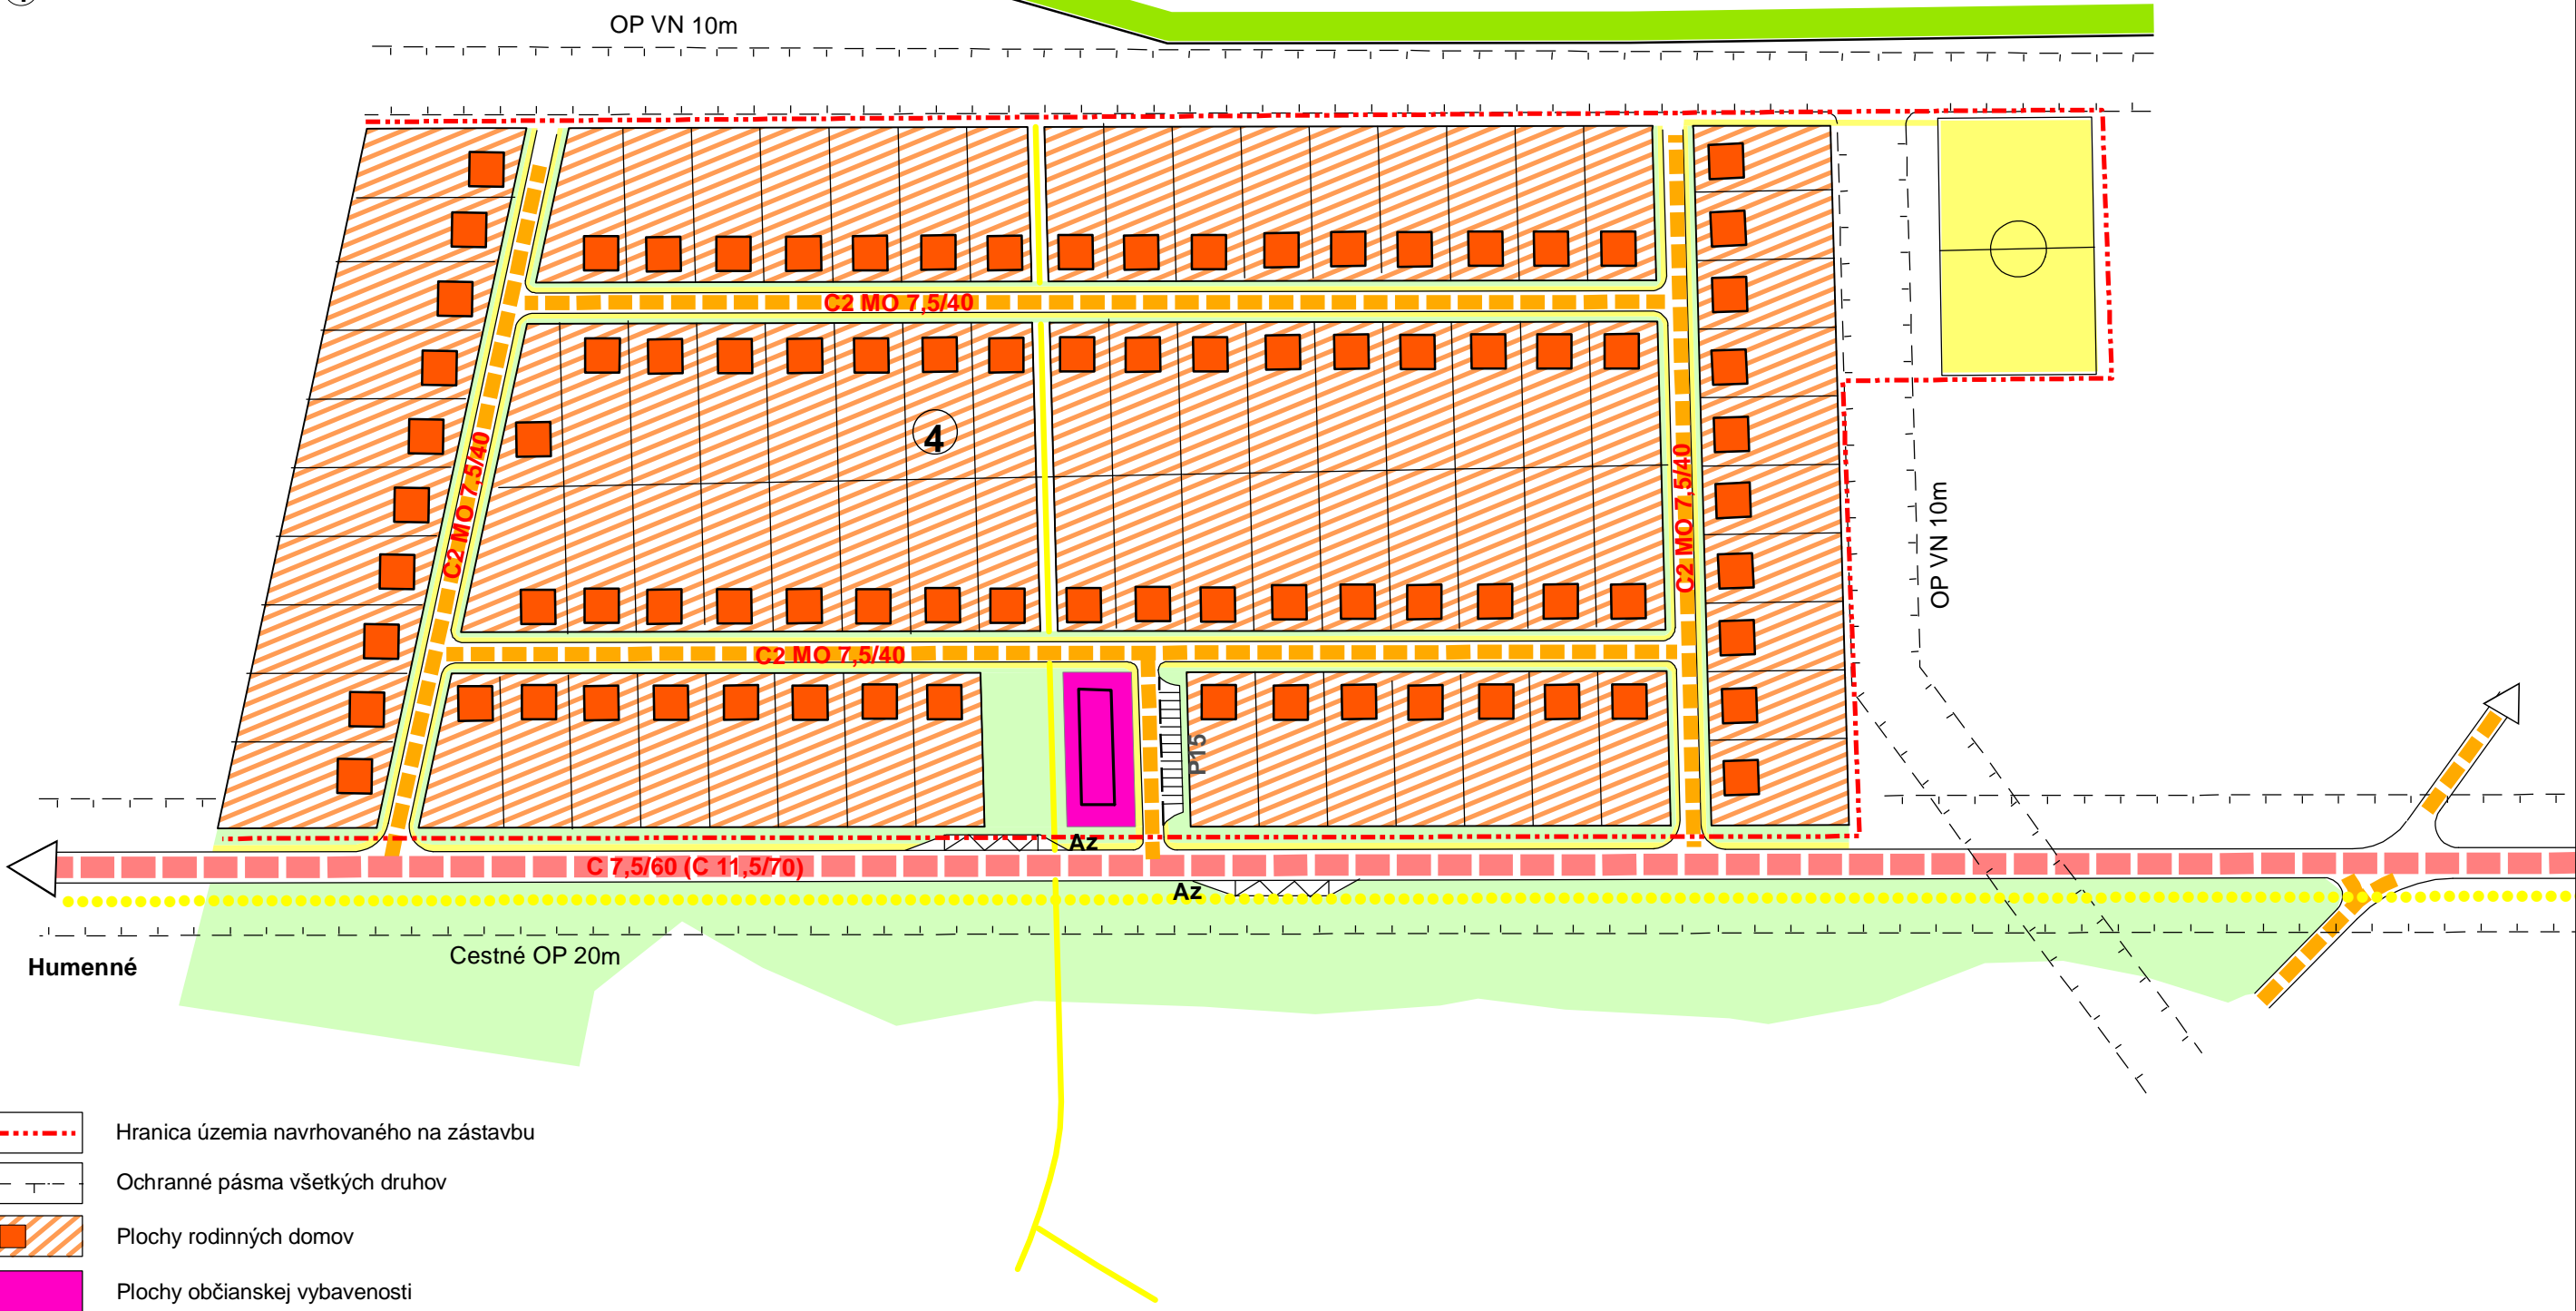 OP VN 10m
C2 MO 7,5/40
4
C2 MO 7,5/40
C2 MO 7,5/40
OP VN 10m
C2 MO 7,5/40
P15
Az
C 7,5/60 (C 11,5/70)
Az
Cestné OP 20m
Humenné
Hranica územia navrhovaného na zástavbu
Ochranné pásma všetkých druhov
Plochy rodinných domov
Plochy občianskej vybavenosti